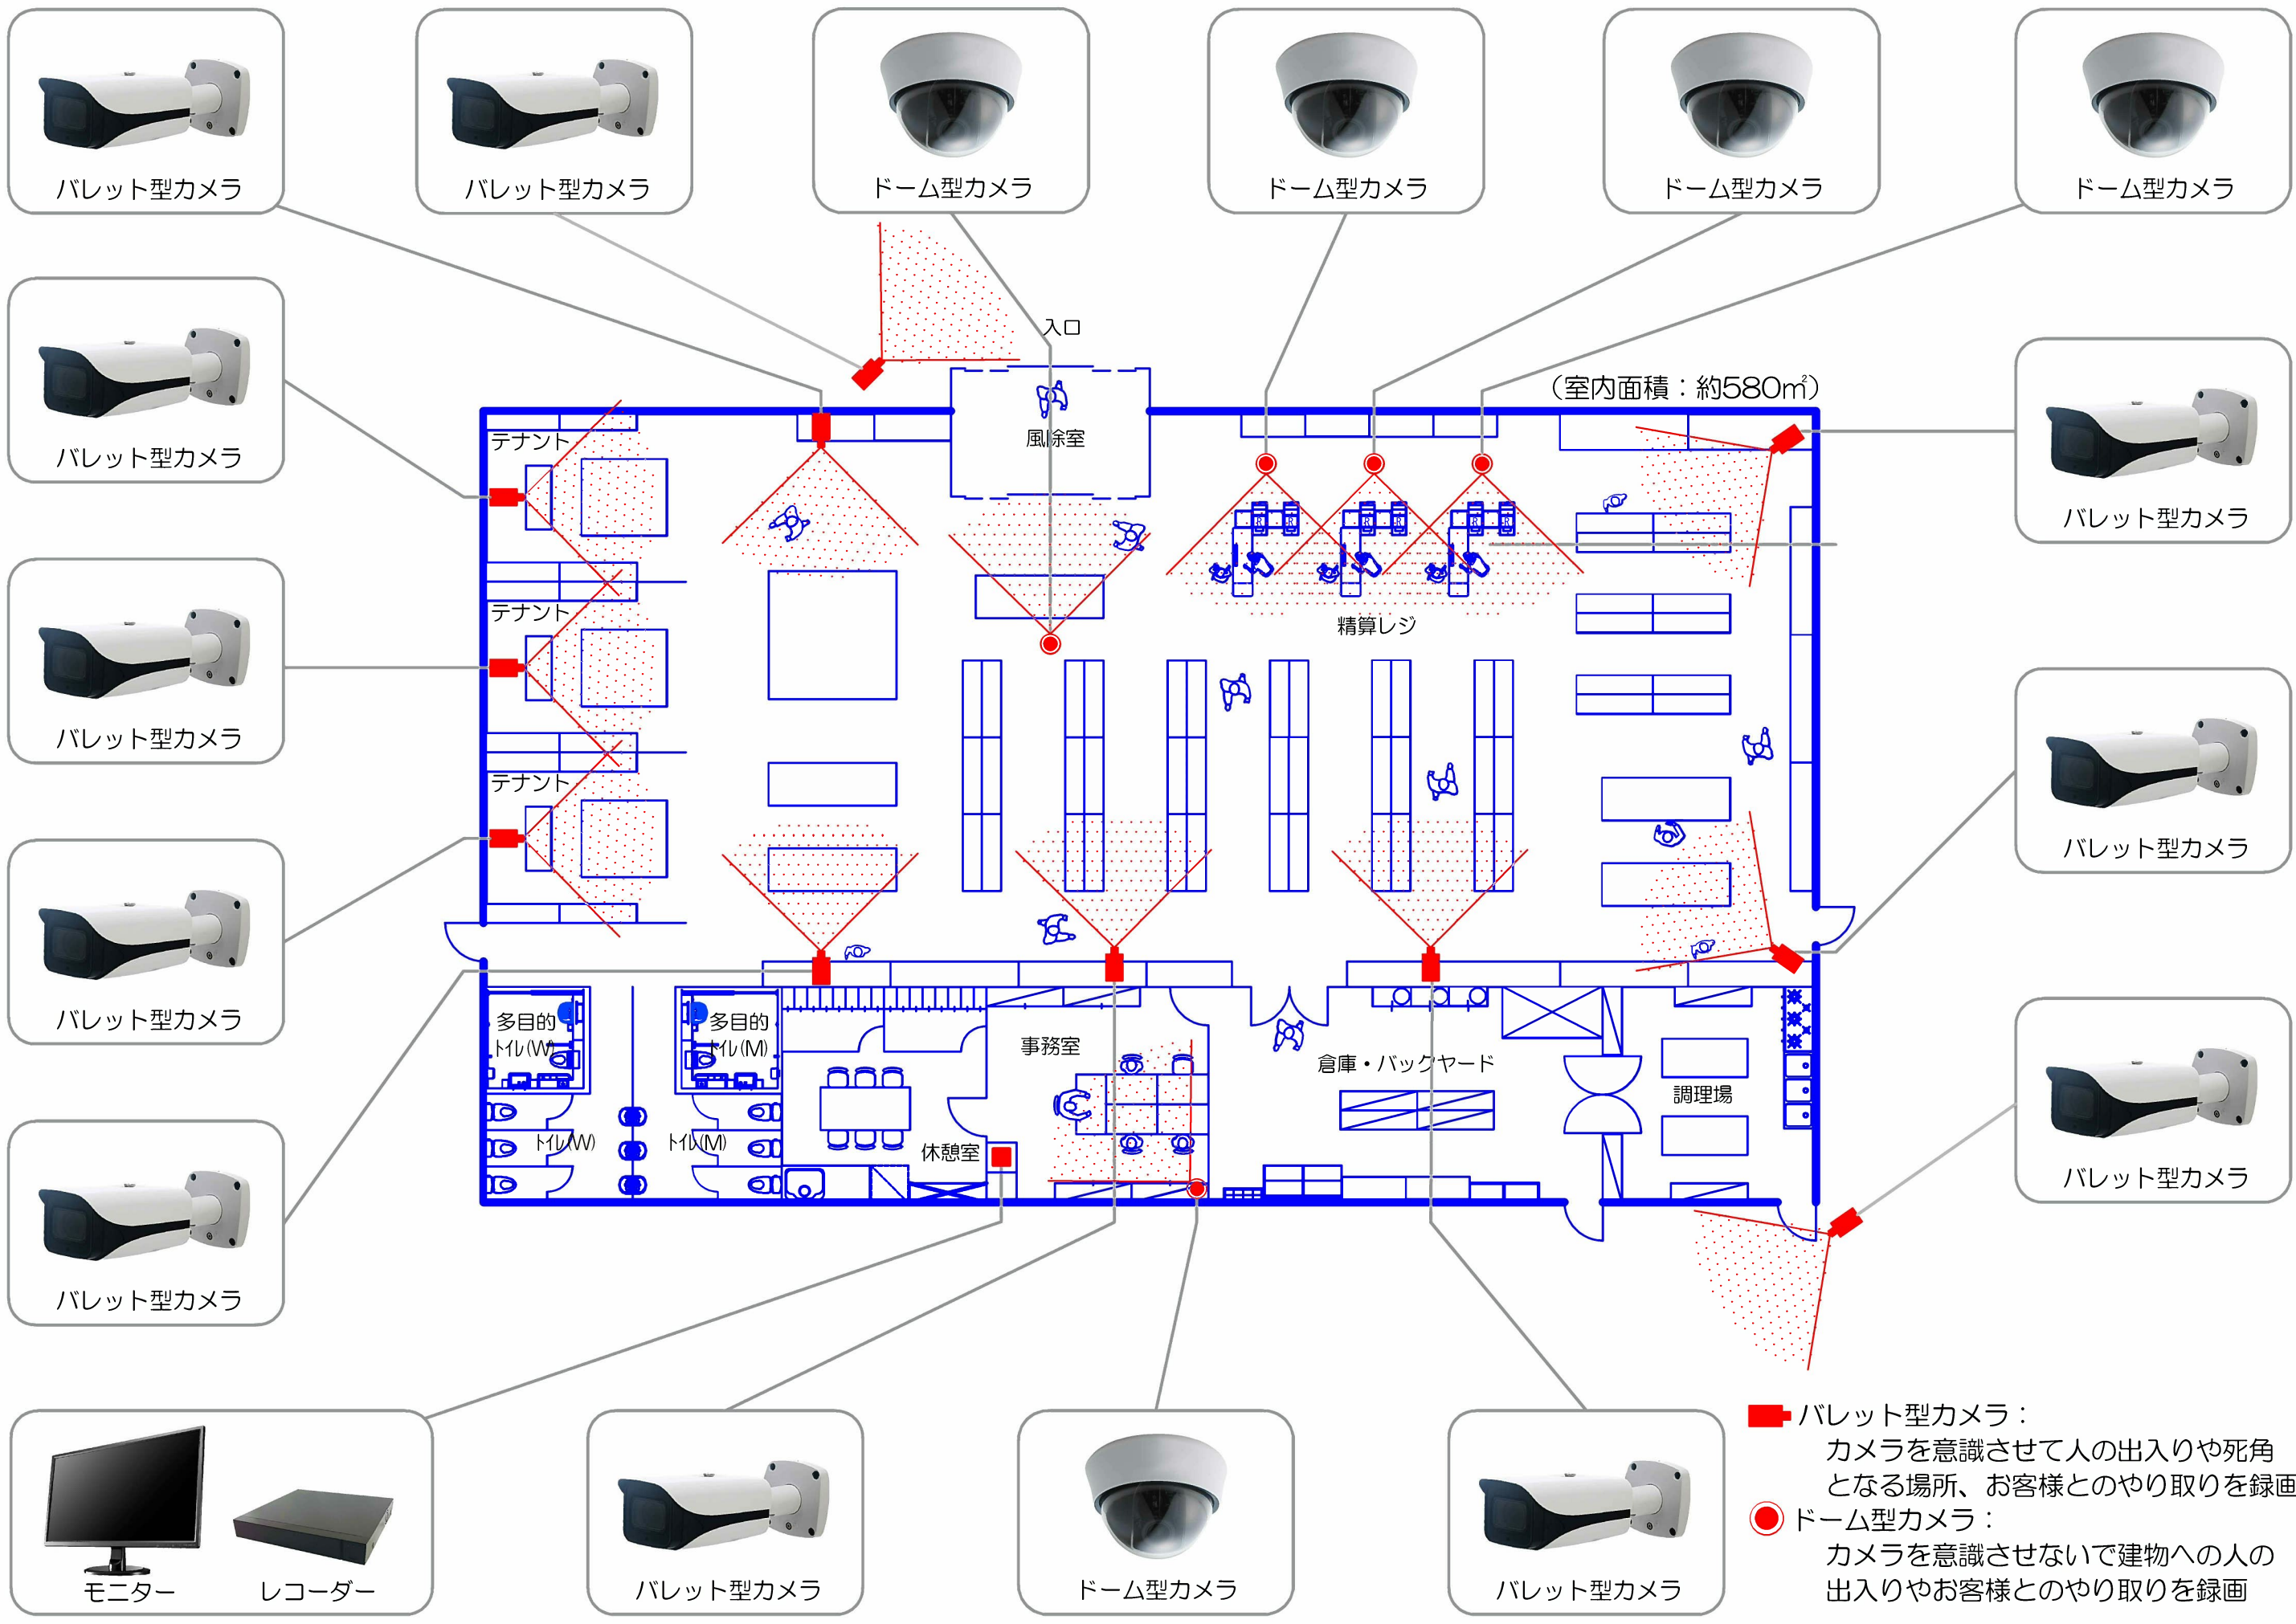 バレット型カメラ
バレット型カメラ
ドーム型カメラ
ドーム型カメラ
ドーム型カメラ
ドーム型カメラ
バレット型カメラ
バレット型カメラ
バレット型カメラ
バレット型カメラ
バレット型カメラ
バレット型カメラ
バレット型カメラ
入口
(室内面積：約580㎡)
テナント
風除室
テナント
精算レジ
テナント
R
R
R
R
R
R
多目的
トイレ(W)
多目的
トイレ(M)
事務室
倉庫・バックヤード
調理場
トイレ(W)
トイレ(M)
休憩室
モニター
レコーダー
バレット型カメラ
ドーム型カメラ
バレット型カメラ
バレット型カメラ：
カメラを意識させて人の出入りや死角
となる場所、お客様とのやり取りを録画
ドーム型カメラ：
カメラを意識させないで建物への人の
出入りやお客様とのやり取りを録画